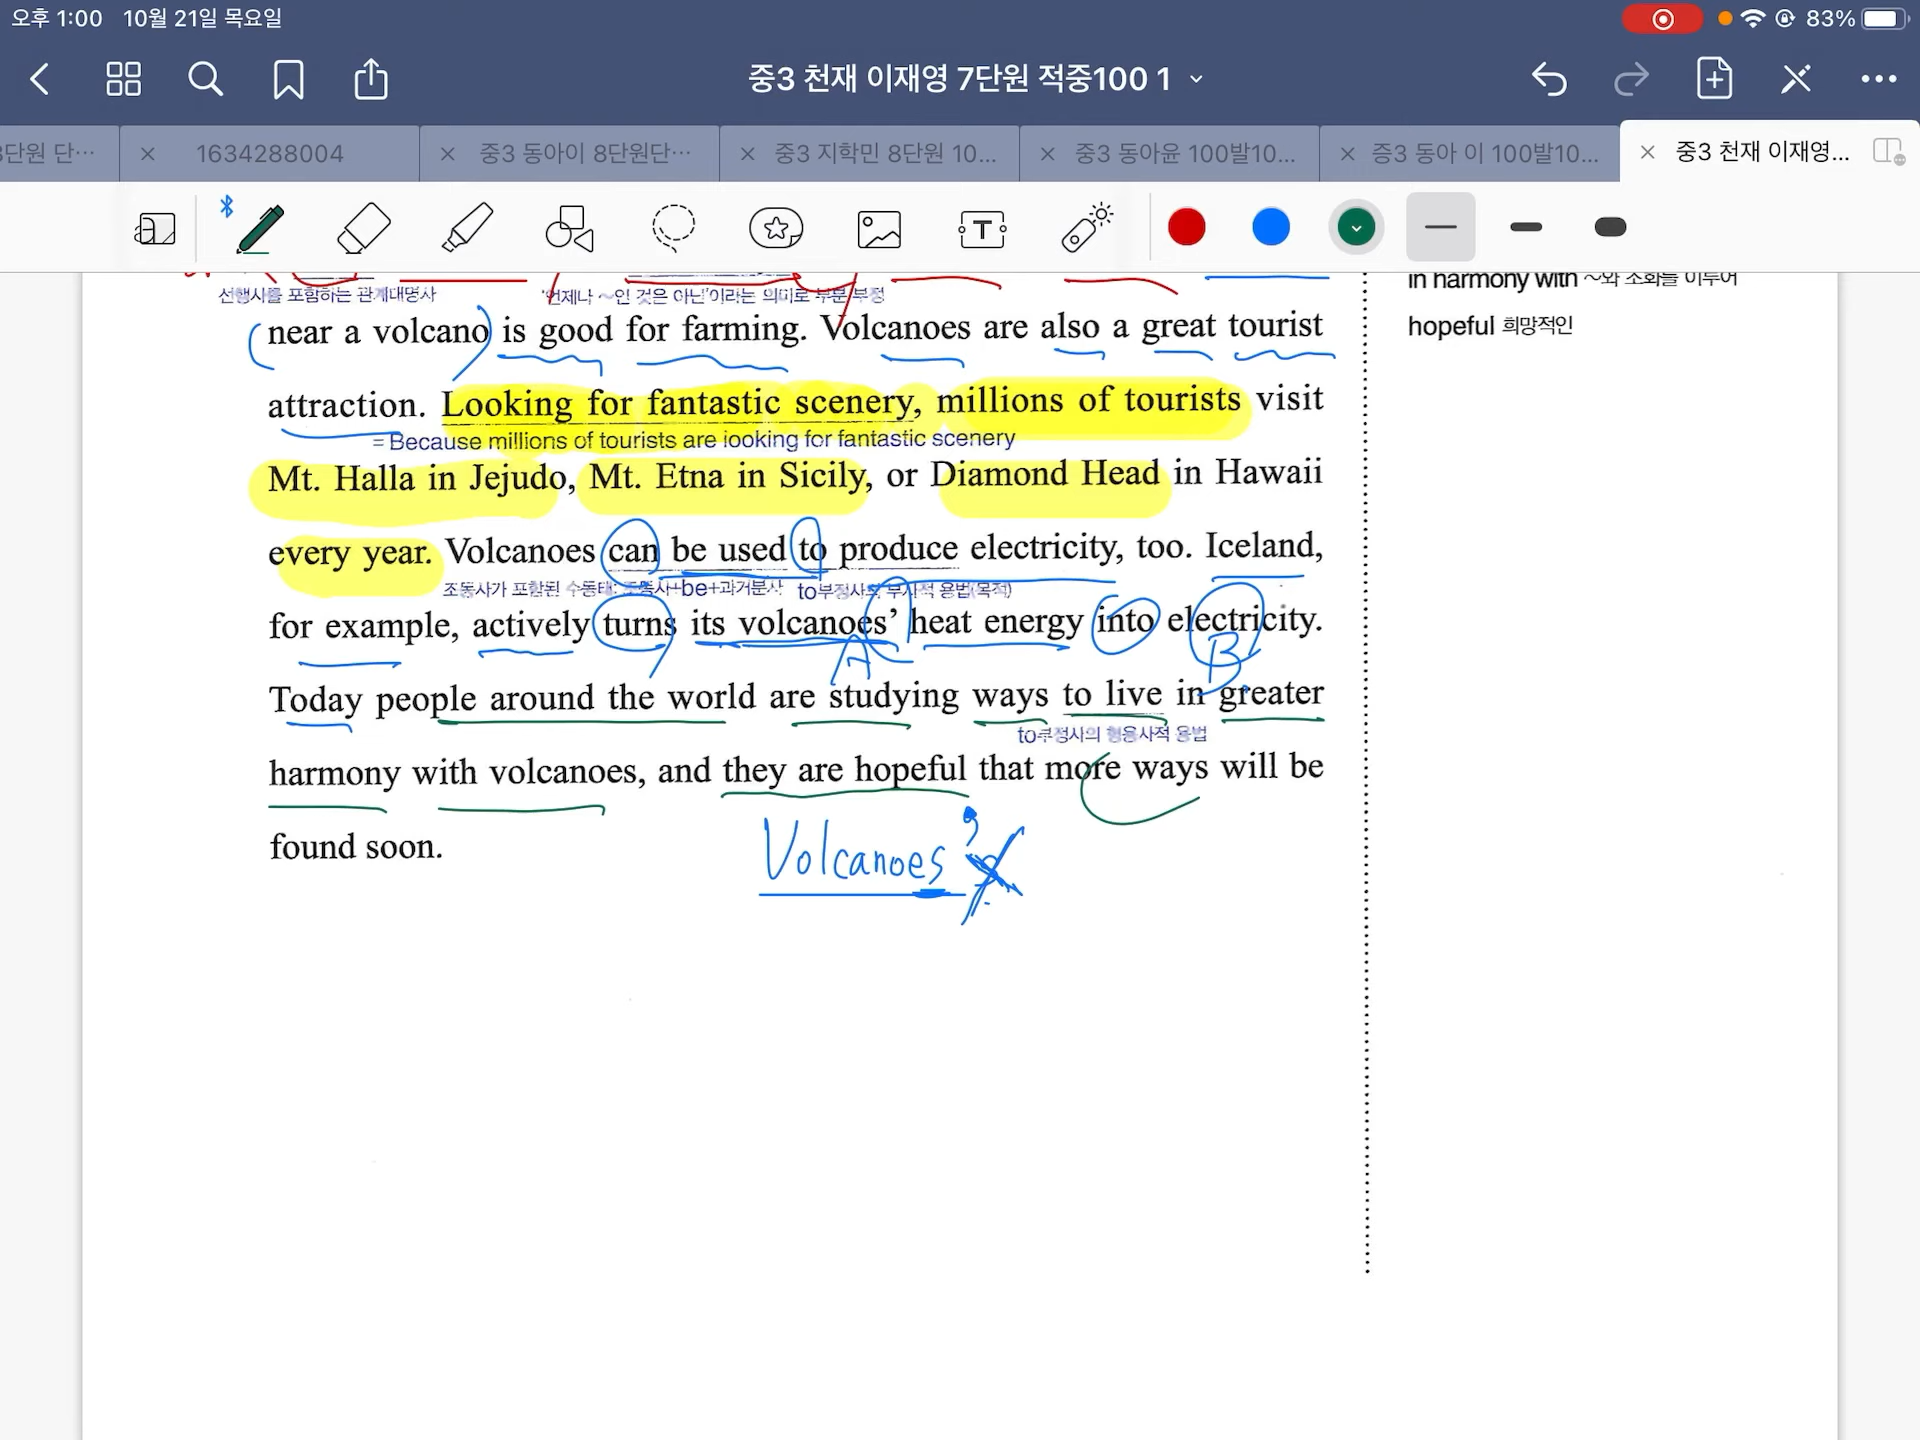 오후 1:00 10월 21일 목요일 83%
중3 천재 이재영 7단원 적중100 1
단원 단… 1634288004 중3 동아이 8단원단… 중3 지학민 8단원 10... 중3 동아윤 100발10... 증3 동아 이 100발10... 중3 천재 이재영...
선행사를 포함하는 관계대명사 '언제나 ~인 것은 아닌'이라는 의미로 부분 부정
in harmony with ~와 조화를 이루어
near a volcano is good for farming. Volcanoes are also a great tourist
hopeful 희망적인
attraction. Looking for fantastic scenery, millions of tourists visit
= Because millions of tourists are looking for fantastic scenery
Mt. Halla in Jejudo, Mt. Etna in Sicily, or Diamond Head in Hawaii
every year. Volcanoes can be used to produce electricity, too. Iceland,
조동사가 포함된 수동태: 조동사+be+과거분사 to부정사의 부사적 용법(목적)
for example, actively turns its volcanoes’ heat energy into electricity.
A B
Today people around the world are studying ways to live in greater
to부정사의 형용사적 용법
harmony with volcanoes, and they are hopeful that more ways will be
found soon.
Volcanoes'